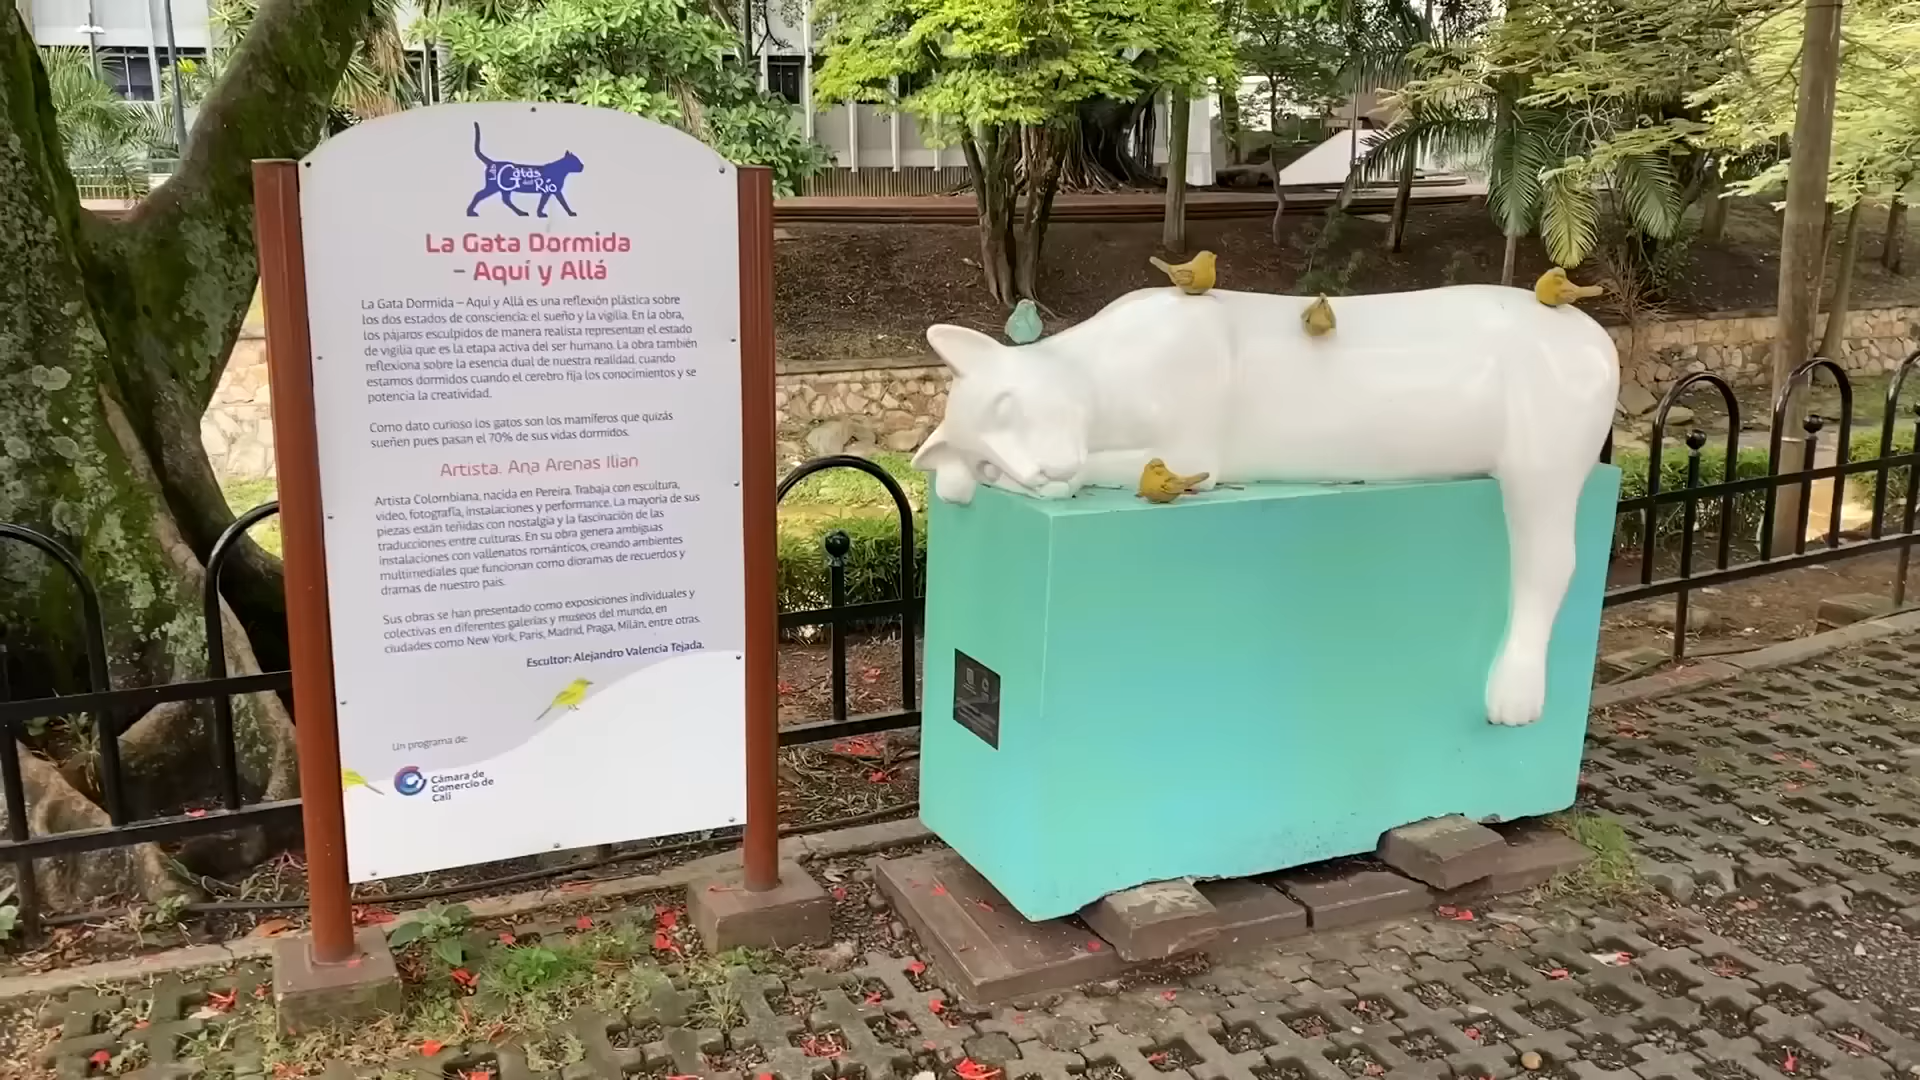 Las Gatas del Río
La Gata Dormida
– Aquí y Allá
La Gata Dormida – Aquí y Allá es una reflexión plástica sobre
los dos estados de consciencia: el sueño y la vigilia. En la obra,
los pájaros esculpidos de manera realista representan el estado
de vigilia que es la etapa activa del ser humano. La obra también
reflexiona sobre la esencia dual de nuestra realidad, cuando
estamos dormidos cuando el cerebro fija los conocimientos y se
potencia la creatividad.
Como dato curioso los gatos son los mamíferos que quizás
sueñen pues pasan el 70% de sus vidas dormidos.
Artista. Ana Arenas Ilian
Artista Colombiana, nacida en Pereira. Trabaja con escultura,
video, fotografía, instalaciones y performance. La mayoría de sus
piezas están teñidas con nostalgia y la fascinación de las
traducciones entre culturas. En su obra genera ambiguas
instalaciones con vallenatos románticos, creando ambientes
multimediales que funcionan como dioramas de recuerdos y
dramas de nuestro país.
Sus obras se han presentado como exposiciones individuales y
colectivas en diferentes galerías y museos del mundo, en
ciudades como New York, París, Madrid, Praga, Milán, entre otras.
Escultor: Alejandro Valencia Tejada.
Un programa de:
Cámara de
Comercio de
Cali